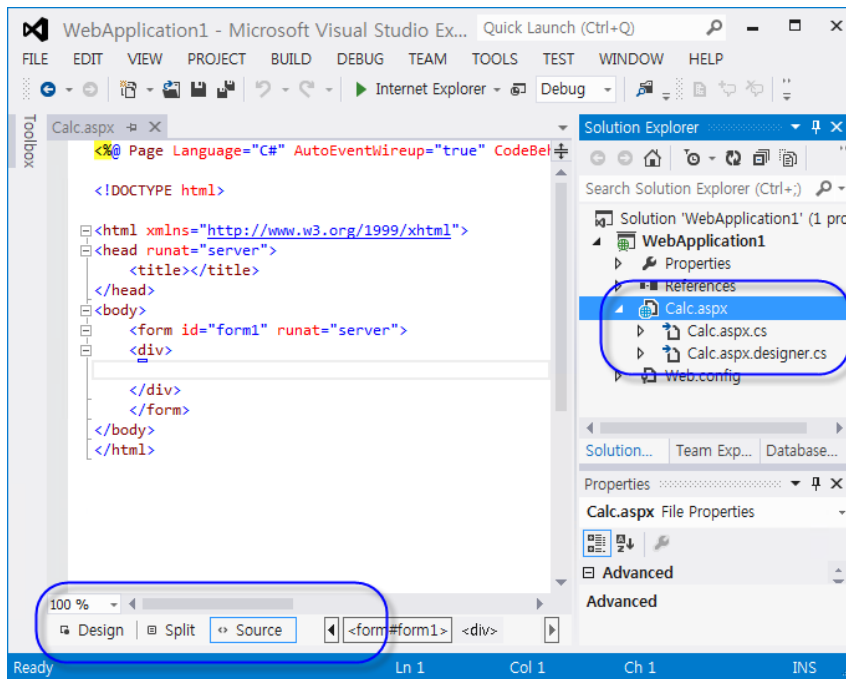 WebApplication1 - Microsoft Visual Studio Ex... Quick Launch (Ctrl+Q)
FILE EDIT VIEW PROJECT BUILD DEBUG TEAM TOOLS TEST WINDOW HELP
Internet Explorer Debug
Toolbox
Calc.aspx
<%@ Page Language="C#" AutoEventWireup="true" CodeBeh
<!DOCTYPE html>
<html xmlns="http://www.w3.org/1999/xhtml">
<head runat="server">
<title></title>
</head>
<body>
<form id="form1" runat="server">
<div>
</div>
</form>
</body>
</html>
100 %
Design Split Source <form#form1> <div>
Solution Explorer
Search Solution Explorer (Ctrl+;)
Solution 'WebApplication1' (1 pro
WebApplication1
Properties
References
Calc.aspx
Calc.aspx.cs
Calc.aspx.designer.cs
Web.config
Solution... Team Exp... Database...
Properties
Calc.aspx File Properties
Advanced
Advanced
Ready Ln 1 Col 1 Ch 1 INS